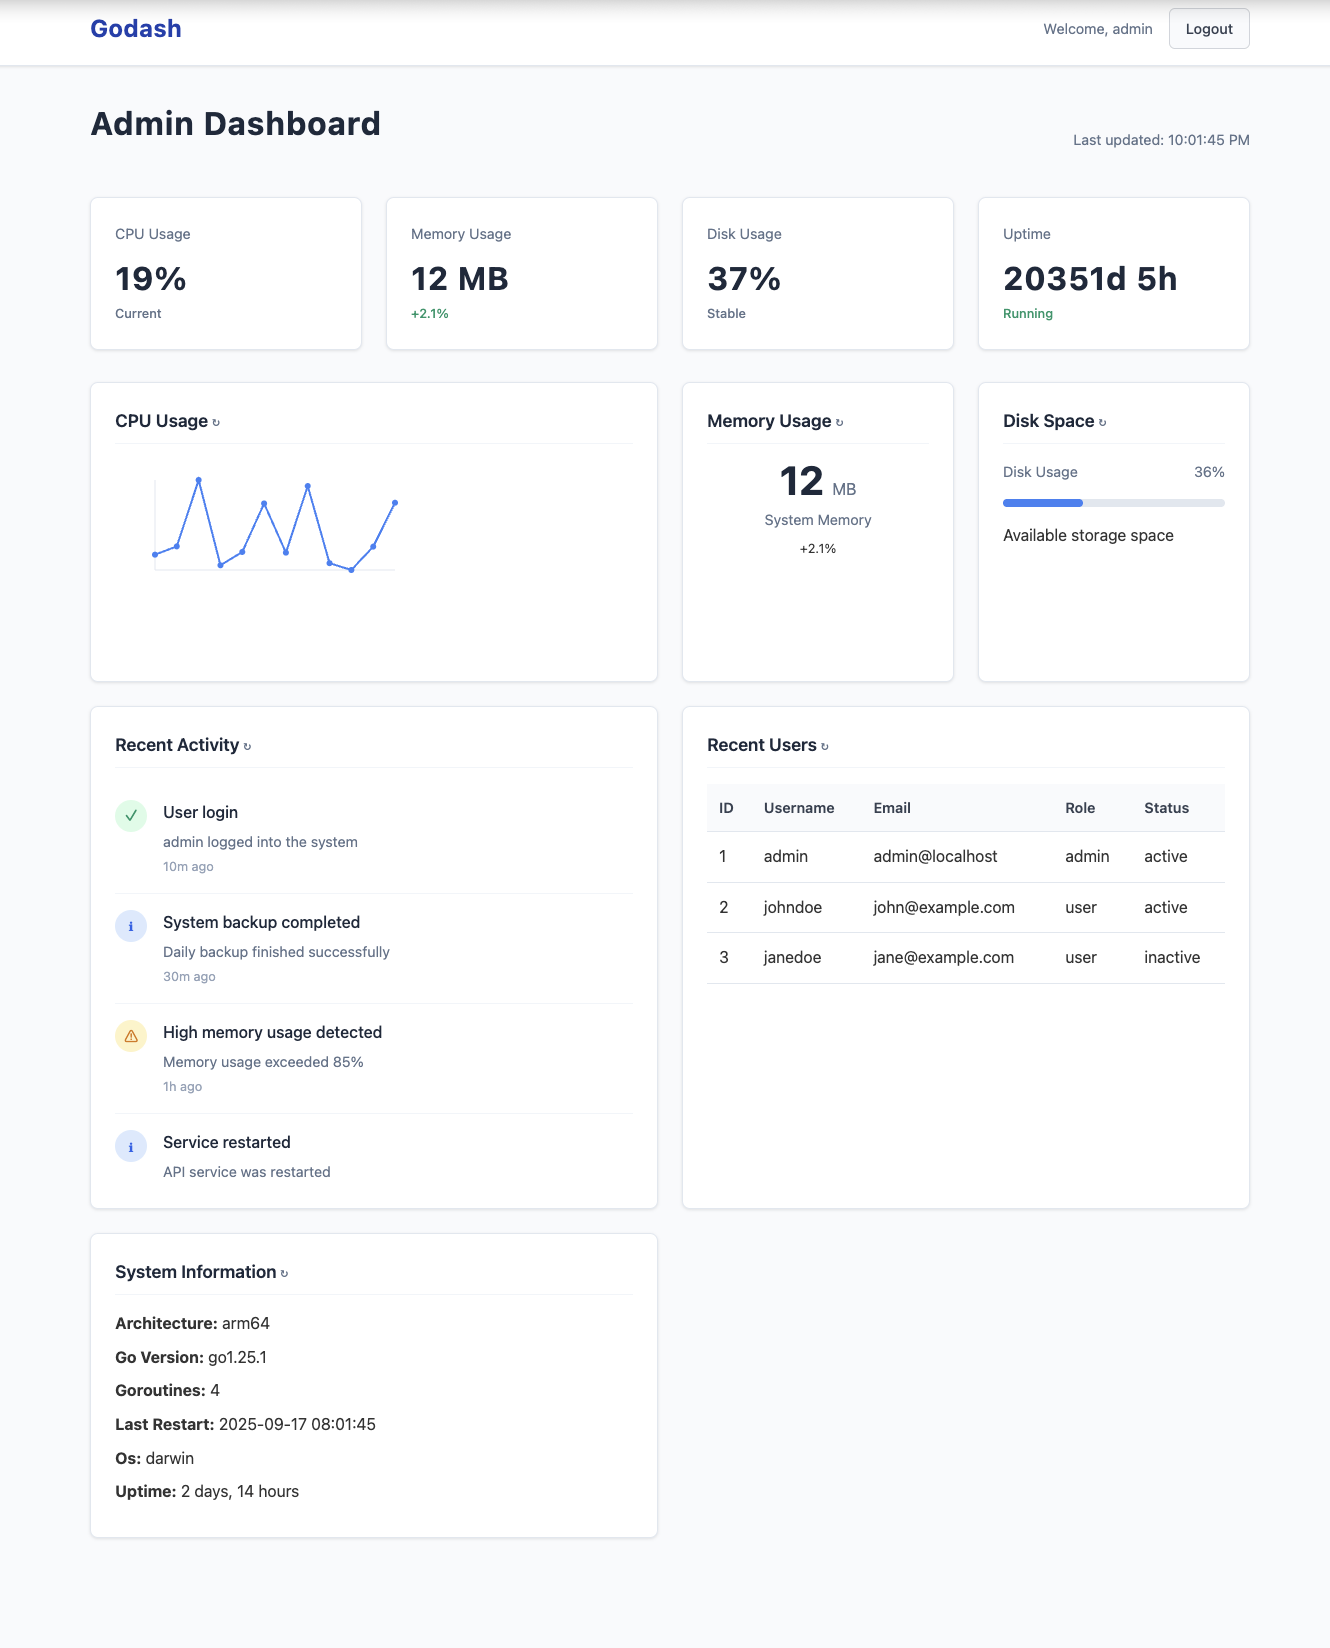 Godash
Welcome, admin
Logout
Admin Dashboard
Last updated: 10:01:45 PM
CPU Usage
19%
Current
Memory Usage
12 MB
+2.1%
Disk Usage
37%
Stable
Uptime
20351d 5h
Running
CPU Usage ↻
Memory Usage ↻
12 MB
System Memory
+2.1%
Disk Space ↻
Disk Usage 36%
Available storage space
Recent Activity ↻
User login
admin logged into the system
10m ago
System backup completed
Daily backup finished successfully
30m ago
High memory usage detected
Memory usage exceeded 85%
1h ago
Service restarted
API service was restarted
Recent Users ↻
ID Username Email Role Status
1 admin admin@localhost admin active
2 johndoe john@example.com user active
3 janedoe jane@example.com user inactive
System Information ↻
Architecture: arm64
Go Version: go1.25.1
Goroutines: 4
Last Restart: 2025-09-17 08:01:45
Os: darwin
Uptime: 2 days, 14 hours